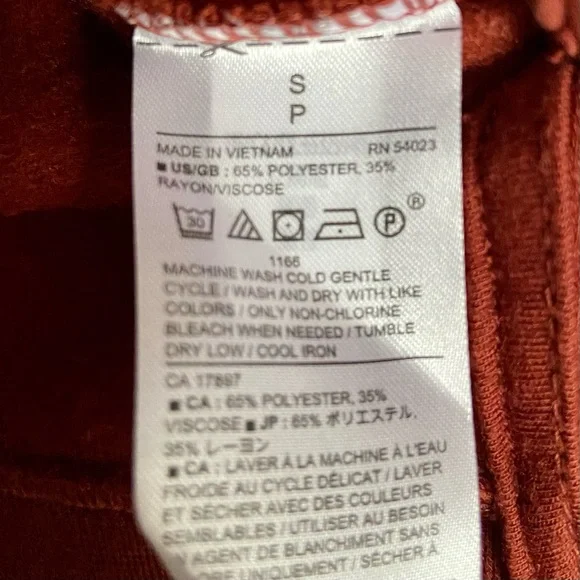 S
P
MADE IN VIETNAM RN 54023
■ US/GB : 65% POLYESTER, 35%
RAYON/VISCOSE
30 P ®
1166
MACHINE WASH COLD GENTLE
CYCLE / WASH AND DRY WITH LIKE
COLORS / ONLY NON-CHLORINE
BLEACH WHEN NEEDED / TUMBLE
DRY LOW / COOL IRON
CA 17897
■ CA : 65% POLYESTER, 35%
VISCOSE ■ JP : 65% ポリエステル,
35% レーヨン
■ CA : LAVER À LA MACHINE À L'EAU
FROIDE AU CYCLE DÉLICAT / LAVER
ET SÉCHER AVEC DES COULEURS
SEMBLABLES / UTILISER AU BESOIN
UN AGENT DE BLANCHIMENT SANS
UNIQUEMENT / SÉCHER À